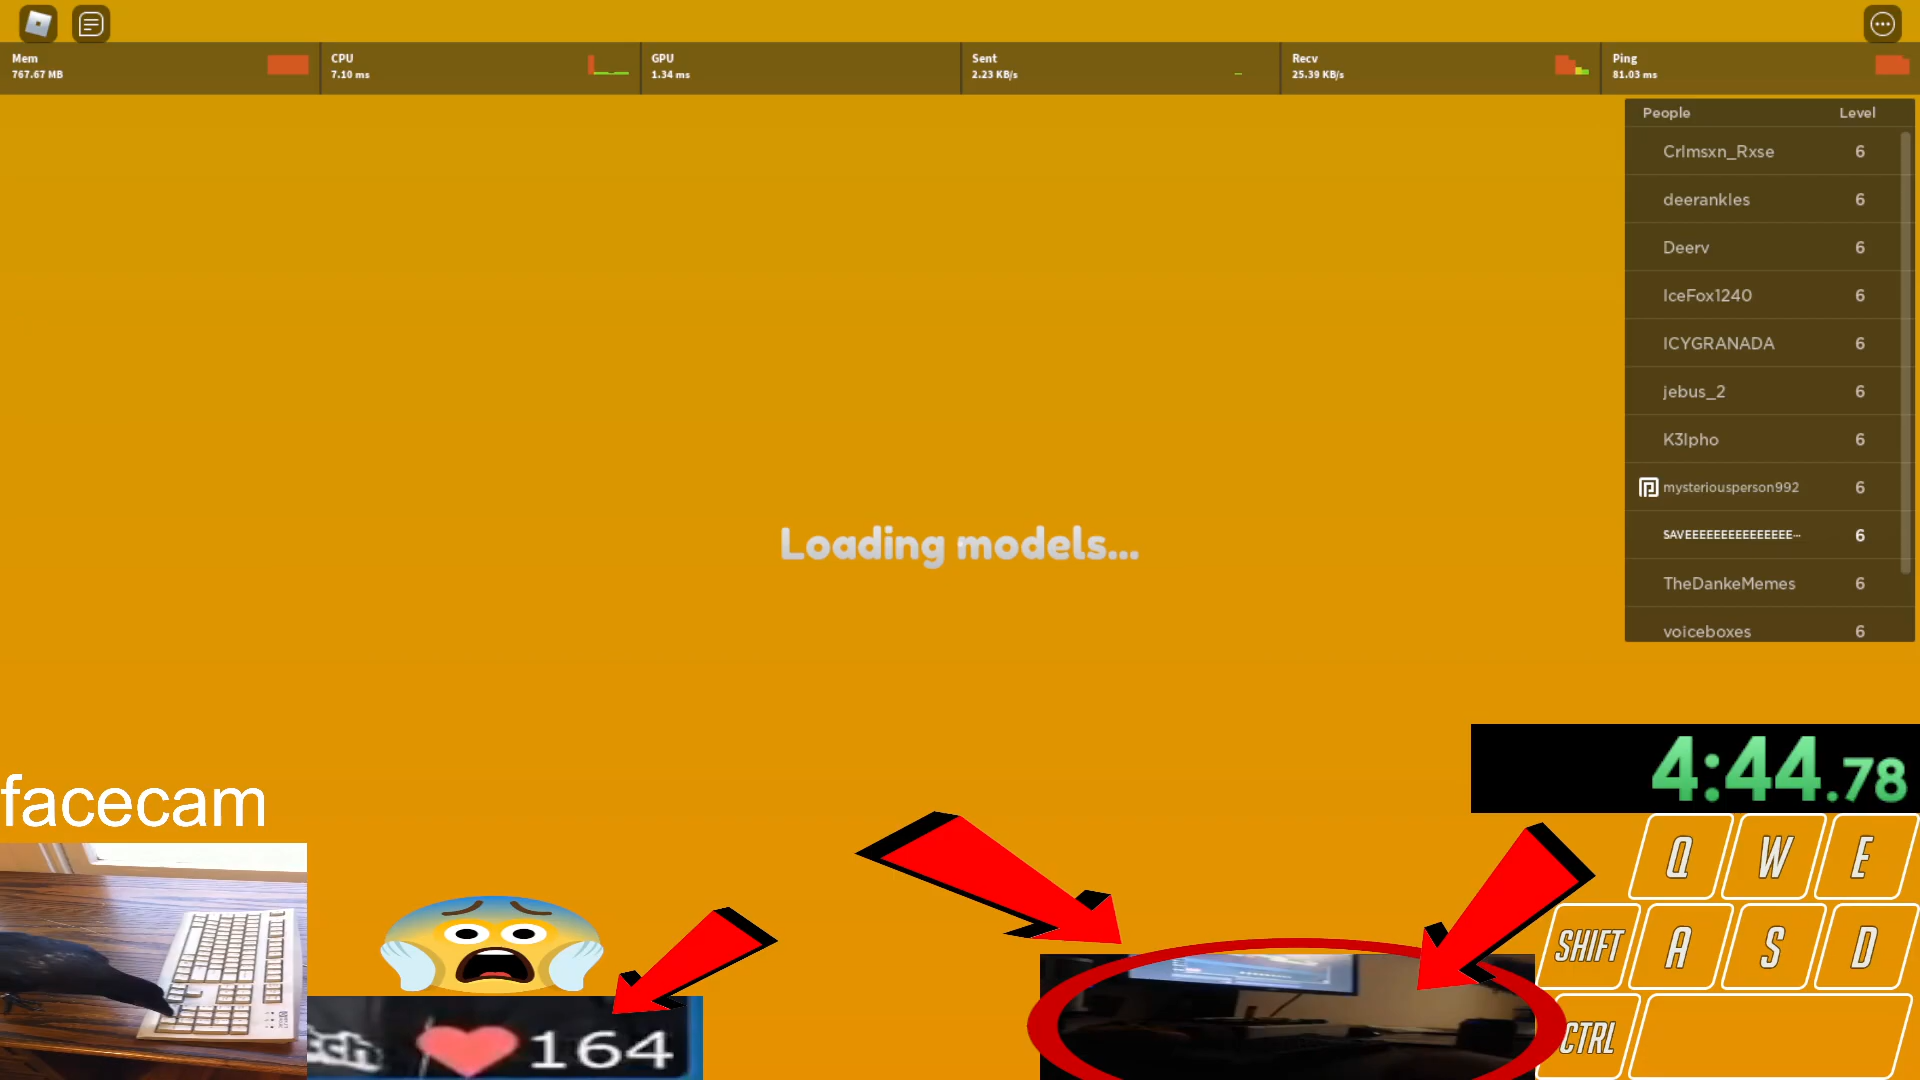 Mem
767.67 MB
CPU
7.10 ms
GPU
1.34 ms
Sent
2.23 KB/s
Recv
25.39 KB/s
Ping
81.03 ms
People Level
CrImsxn_Rxse 6
deerankles 6
Deerv 6
IceFox1240 6
ICYGRANADA 6
jebus_2 6
K3lpho 6
mysteriousperson992 6
SAVEEEEEEEEEEEEEEE... 6
TheDankeMemes 6
voiceboxes 6
Loading models...
4:44.78
facecam
Q W E
SHIFT A S D
CTRL
tch ❤ 164